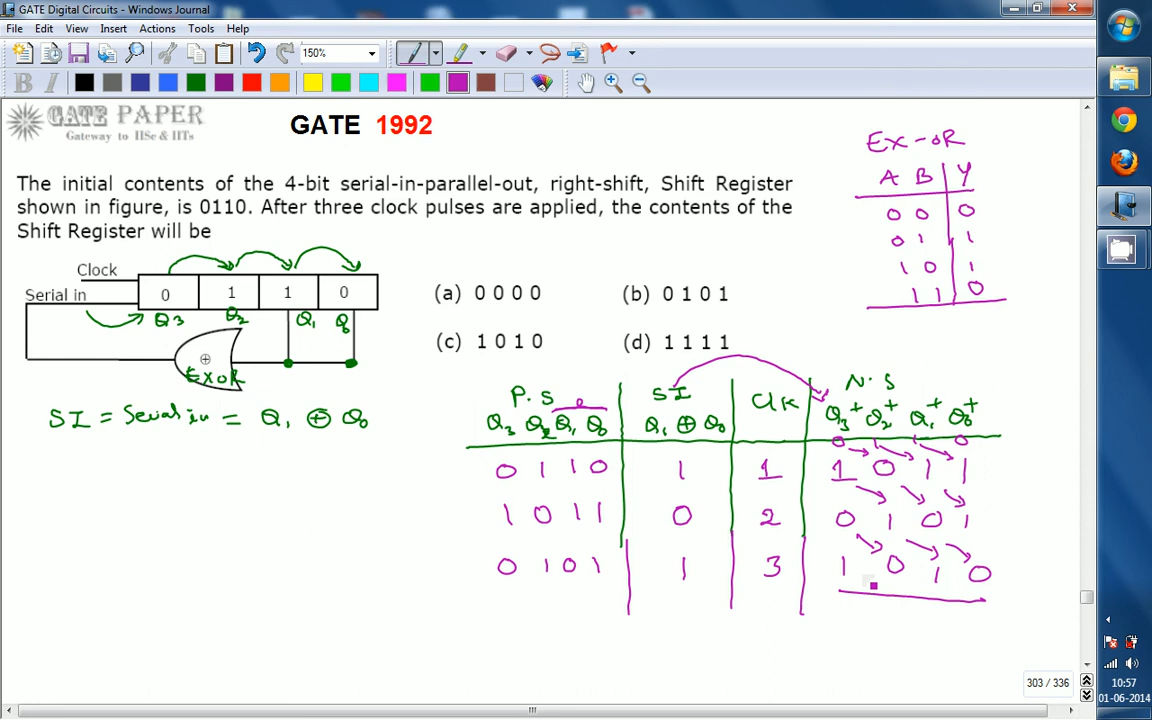 GATE Digital Circuits - Windows Journal
File Edit View Insert Actions Tools Help
150%
B I
GATE PAPER
Gateway to IISc & IITs
GATE 1992
The initial contents of the 4-bit serial-in-parallel-out, right-shift, Shift Register
shown in figure, is 0110. After three clock pulses are applied, the contents of the
Shift Register will be
Clock
Serial in
0 1 1 0
Q3 Q2 Q1 Q0
⊕
EXOR
(a) 0 0 0 0 (b) 0 1 0 1
(c) 1 0 1 0 (d) 1 1 1 1
SI = Serial in = Q1 ⊕ Q0
EX-OR
A B Y
0 0 0
0 1 1
1 0 1
1 1 0
P.S SI Clk N.S
Q3 Q2 Q1 Q0 Q1 ⊕ Q0 Q3+ Q2+ Q1+ Q0+
0 1 1 0
0 1 1 0 1 1 1 0 1 1
1 0 1 1 0 2 0 1 0 1
0 1 0 1 1 3 1 0 1 0
303 / 336
10:57
01-06-2014